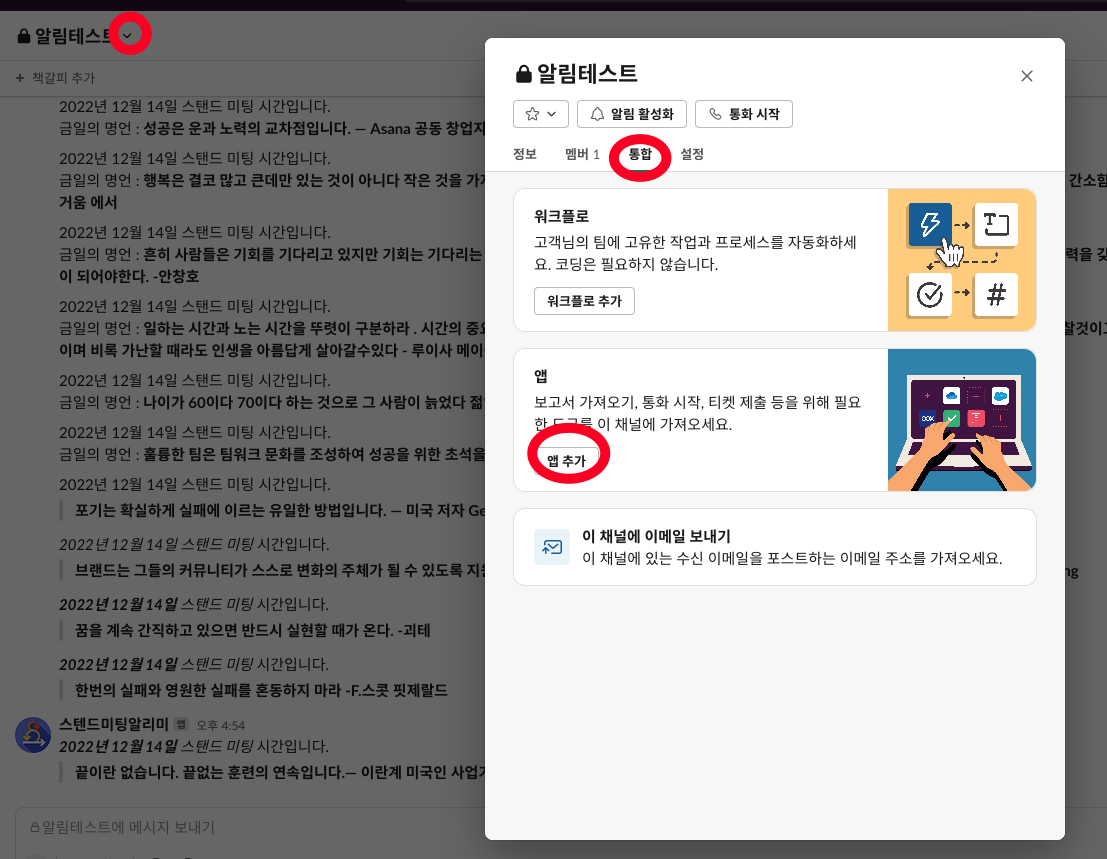 알림테스트
+ 책갈피 추가
2022년 12월 14일 스탠드 미팅 시간입니다.
금일의 명언 : 성공은 운과 노력의 교차점입니다. — Asana 공동 창업자
2022년 12월 14일 스탠드 미팅 시간입니다.
금일의 명언 : 행복은 결코 많고 큰데만 있는 것이 아니다 작은 것을 가지
간소함
거움 에서
2022년 12월 14일 스탠드 미팅 시간입니다.
금일의 명언 : 흔히 사람들은 기회를 기다리고 있지만 기회는 기다리는
력을 갖
이 되어야한다. -안창호
2022년 12월 14일 스탠드 미팅 시간입니다.
금일의 명언 : 일하는 시간과 노는 시간을 뚜렷이 구분하라 . 시간의 중요
할것이고
이며 비록 가난할 때라도 인생을 아름답게 살아갈수있다 - 루이사 메이
2022년 12월 14일 스탠드 미팅 시간입니다.
금일의 명언 : 나이가 60이다 70이다 하는 것으로 그 사람이 늙었다 젊
2022년 12월 14일 스탠드 미팅 시간입니다.
금일의 명언 : 훌륭한 팀은 팀워크 문화를 조성하여 성공을 위한 초석을
2022년 12월 14일 스탠드 미팅 시간입니다.
포기는 확실하게 실패에 이르는 유일한 방법입니다. — 미국 저자 Ge
2022년 12월 14일 스탠드 미팅 시간입니다.
브랜드는 그들의 커뮤니티가 스스로 변화의 주체가 될 수 있도록 지원
ng
2022년 12월 14일 스탠드 미팅 시간입니다.
꿈을 계속 간직하고 있으면 반드시 실현할 때가 온다. -괴테
2022년 12월 14일 스탠드 미팅 시간입니다.
한번의 실패와 영원한 실패를 혼동하지 마라 -F.스콧 핏제랄드
스텐드미팅알리미 앱 오후 4:54
2022년 12월 14일 스탠드 미팅 시간입니다.
끝이란 없습니다. 끝없는 훈련의 연속입니다.— 이란계 미국인 사업가
알림테스트에 메시지 보내기
알림테스트
알림 활성화
통화 시작
정보 멤버 1 통합 설정
워크플로
고객님의 팀에 고유한 작업과 프로세스를 자동화하세
요. 코딩은 필요하지 않습니다.
워크플로 추가
앱
보고서 가져오기, 통화 시작, 티켓 제출 등을 위해 필요
한 도구를 이 채널에 가져오세요.
앱 추가
이 채널에 이메일 보내기
이 채널에 있는 수신 이메일을 포스트하는 이메일 주소를 가져오세요.